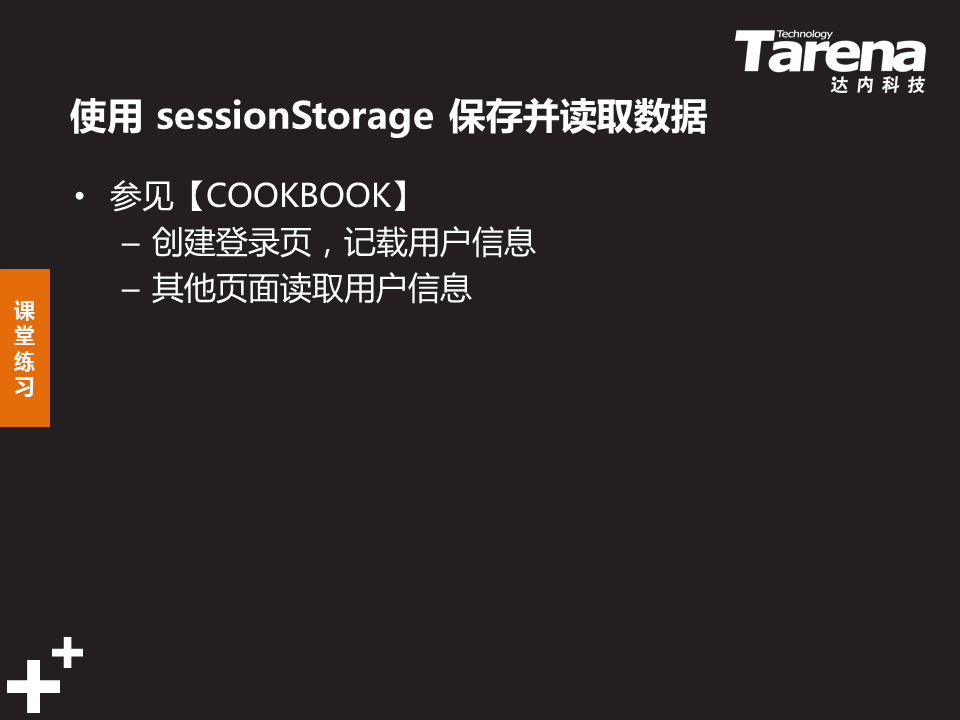 Technology
Tarena
达内科技
使用 sessionStorage 保存并读取数据
• 参见【COOKBOOK】
– 创建登录页，记载用户信息
– 其他页面读取用户信息
课
堂
练
习